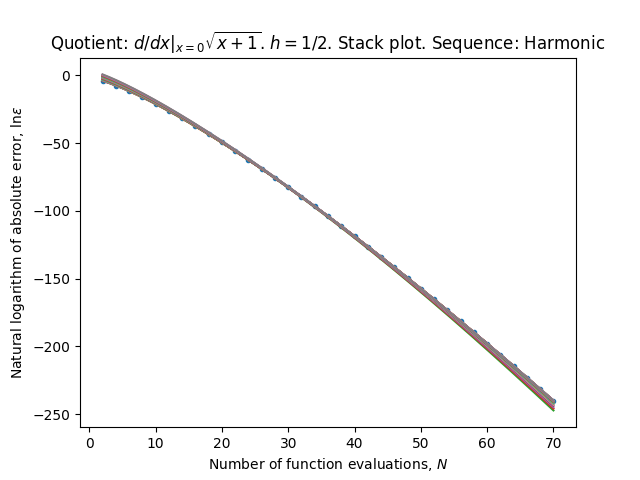 Quotient: d/dx|ₓ₌₀√x+1. h = 1/2. Stack plot. Sequence: Harmonic
0
−50
−100
−150
−200
−250
Natural logarithm of absolute error, lnε
0 10 20 30 40 50 60 70
Number of function evaluations, N